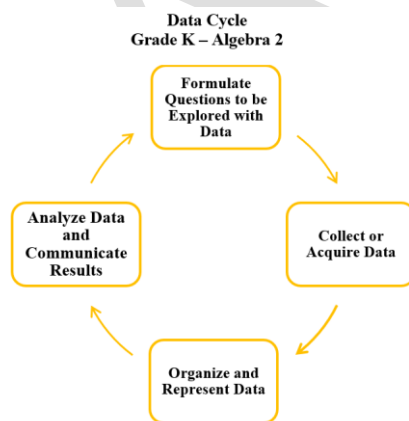 Data Cycle
Grade K – Algebra 2
Formulate
Questions to be
Explored with
Data
Collect or
Acquire Data
Organize and
Represent Data
Analyze Data
and
Communicate
Results